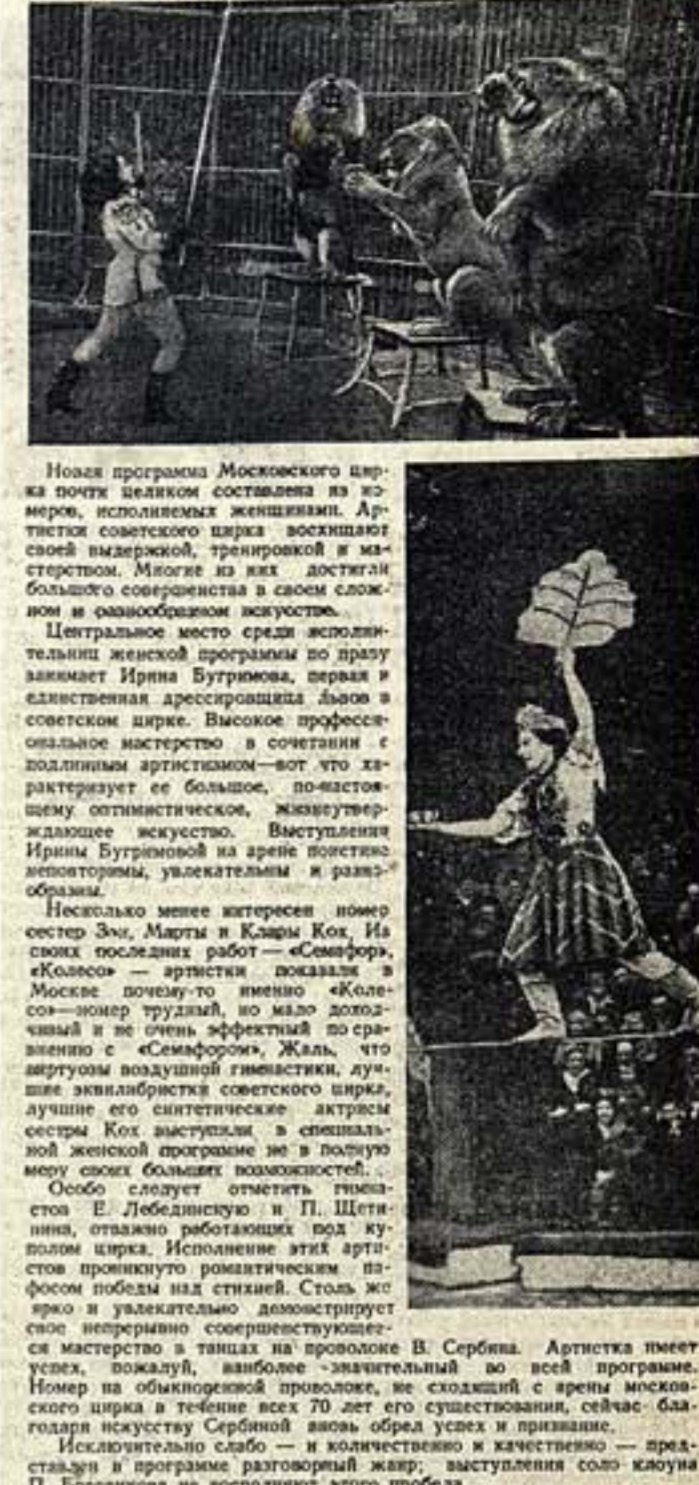 Новая программа Московского цир-
ка почти целиком составлена из но-
меров, исполняемых женщинами. Ар-
тистки советского цирка восхищают
своей выдержкой, тренировкой и ма-
стерством. Многие из них достигли
большого совершенства в своем слож-
ном и разнообразном искусстве.
Центральное место среди исполни-
тельниц женской программы по праву
занимает Ирина Бугримова, первая и
единственная дрессировщица львов в
советском цирке. Высокое професси-
ональное мастерство в сочетании с
подлинным артистизмом—вот что ха-
рактеризует ее большое, по-настоя-
щему оптимистическое, жизнеутвер-
ждающее искусство. Выступления
Ирины Бугримовой на арене поистине
неповторимы, увлекательны и разно-
образны.
Несколько менее интересен номер
сестер Зои, Марты и Клары Кох. Из
своих последних работ — «Семафор»,
«Колесо» — артистки показали в
Москве почему-то именно «Коле-
со»—номер трудный, но мало доход-
чивый и не очень эффектный по сра-
внению с «Семафором». Жаль, что
виртуозы воздушной гимнастики, луч-
шие эквилибристки советского цирка,
лучшие его синтетические актрисы
сестры Кох выступили в специаль-
ной женской программе не в полную
меру своих больших возможностей.
Особо следует отметить гимна-
стов Е. Лебединскую и П. Щети-
нина, отважно работающих под ку-
полом цирка. Исполнение этих арти-
стов проникнуто романтическим па-
фосом победы над стихией. Столь же
ярко и увлекательно демонстрирует
свое непрерывно совершенствующее-
ся мастерство в танцах на проволоке В. Сербина. Артистка имеет
успех, пожалуй, наиболее значительный во всей программе.
Номер на обыкновенной проволоке, не сходящий с арены москов-
ского цирка в течение всех 70 лет его существования, сейчас бла-
годаря искусству Сербиной вновь обрел успех и признание.
Исключительно слабо — и количественно и качественно — пред-
ставлен в программе разговорный жанр; выступления соло клоуна
П. не восполняют этого пробела.